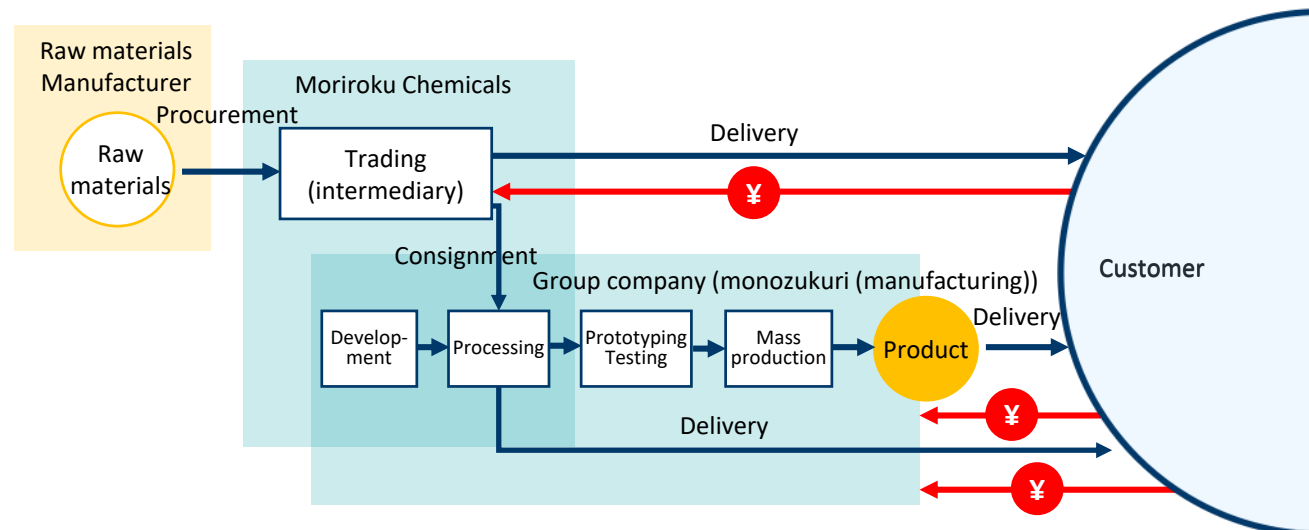 Raw materials
Manufacturer
Moriroku Chemicals
Procurement
Raw
materials
Trading
(intermediary)
Delivery
¥
Consignment
Group company (monozukuri (manufacturing))
Customer
Develop-
ment
Processing
Prototyping
Testing
Mass
production
Product
Delivery
¥
Delivery
¥